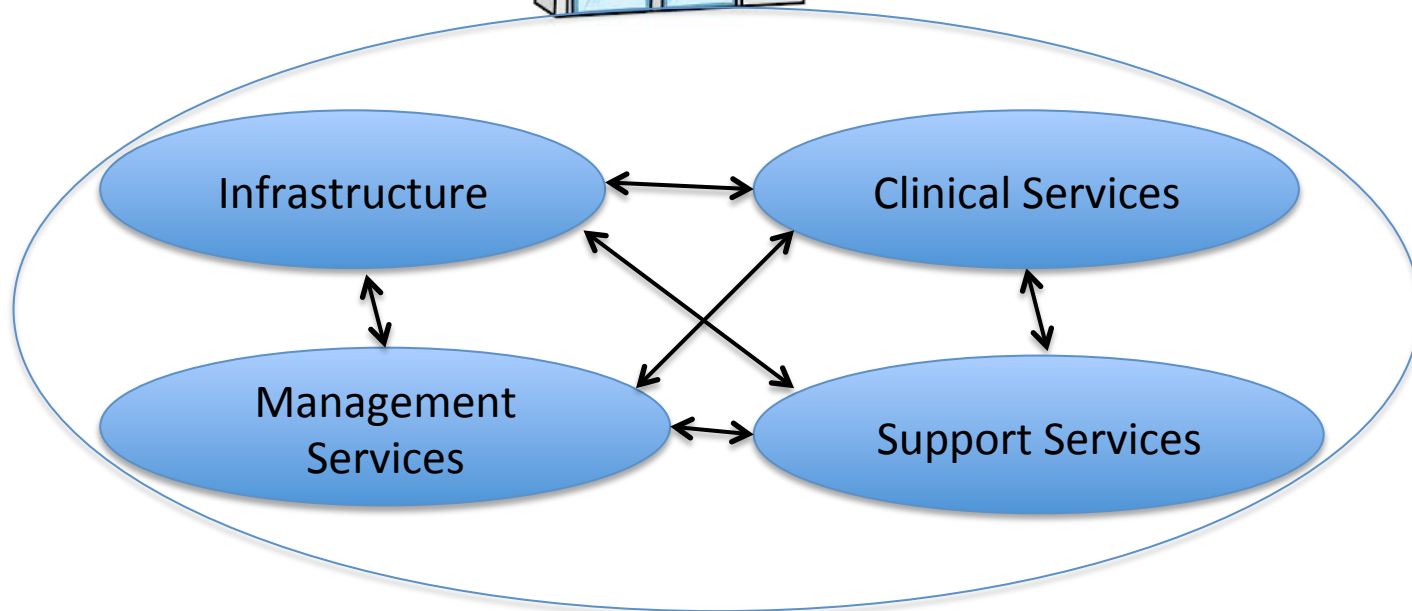 Infrastructure
Clinical Services
Management
Services
Support Services